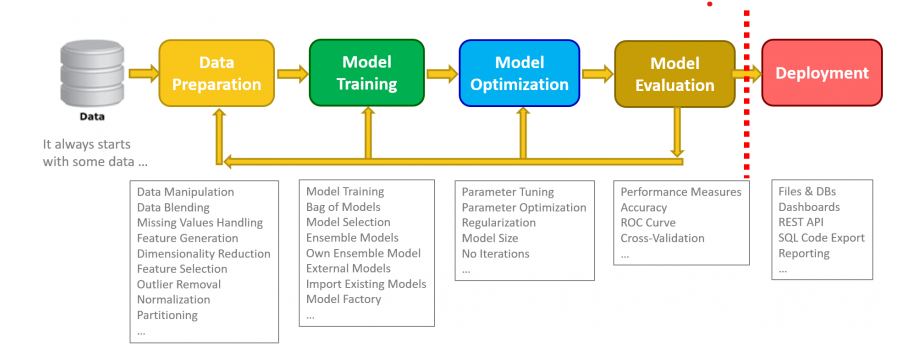 Data
Preparation
Model
Training
Model
Optimization
Model
Evaluation
Deployment
Data
It always starts
with some data ...
Data Manipulation
Data Blending
Missing Values Handling
Feature Generation
Dimensionality Reduction
Feature Selection
Outlier Removal
Normalization
Partitioning
...
Model Training
Bag of Models
Model Selection
Ensemble Models
Own Ensemble Model
External Models
Import Existing Models
Model Factory
...
Parameter Tuning
Parameter Optimization
Regularization
Model Size
No Iterations
...
Performance Measures
Accuracy
ROC Curve
Cross-Validation
...
Files & DBs
Dashboards
REST API
SQL Code Export
Reporting
...